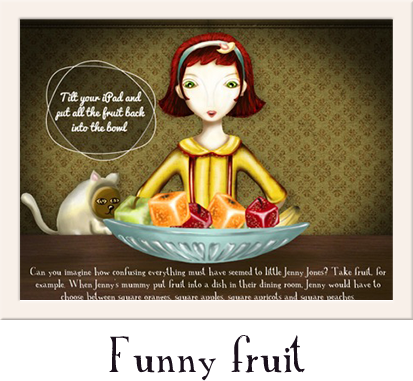 Tilt your iPad and
put all the fruit back
into the bowl
Can you imagine how confusing everything must have seemed to little Jenny Jones? Take fruit, for
example. When Jenny's mummy put fruit into a dish in their dining room, Jenny would have to
choose between square oranges, square apples, square apricots and square peaches.
Funny fruit